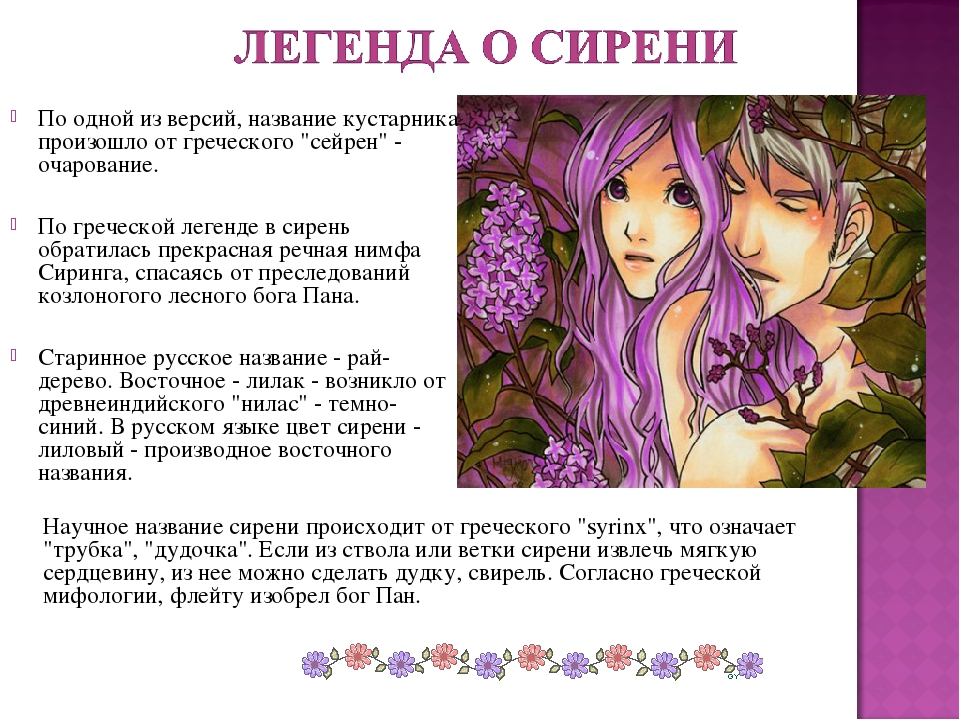 ЛЕГЕНДА О СИРЕНИ
По одной из версий, название кустарника
произошло от греческого "сейрен" -
очарование.
По греческой легенде в сирень
обратилась прекрасная речная нимфа
Сиринга, спасаясь от преследований
козлоногого лесного бога Пана.
Старинное русское название - рай-
дерево. Восточное - лилак - возникло от
древнеиндийского "нилас" - темно-
синий. В русском языке цвет сирени -
лиловый - производное восточного
названия.
Научное название сирени происходит от греческого "syrinx", что означает
"трубка", "дудочка". Если из ствола или ветки сирени извлечь мягкую
сердцевину, из нее можно сделать дудку, свирель. Согласно греческой
мифологии, флейту изобрел бог Пан.
GY